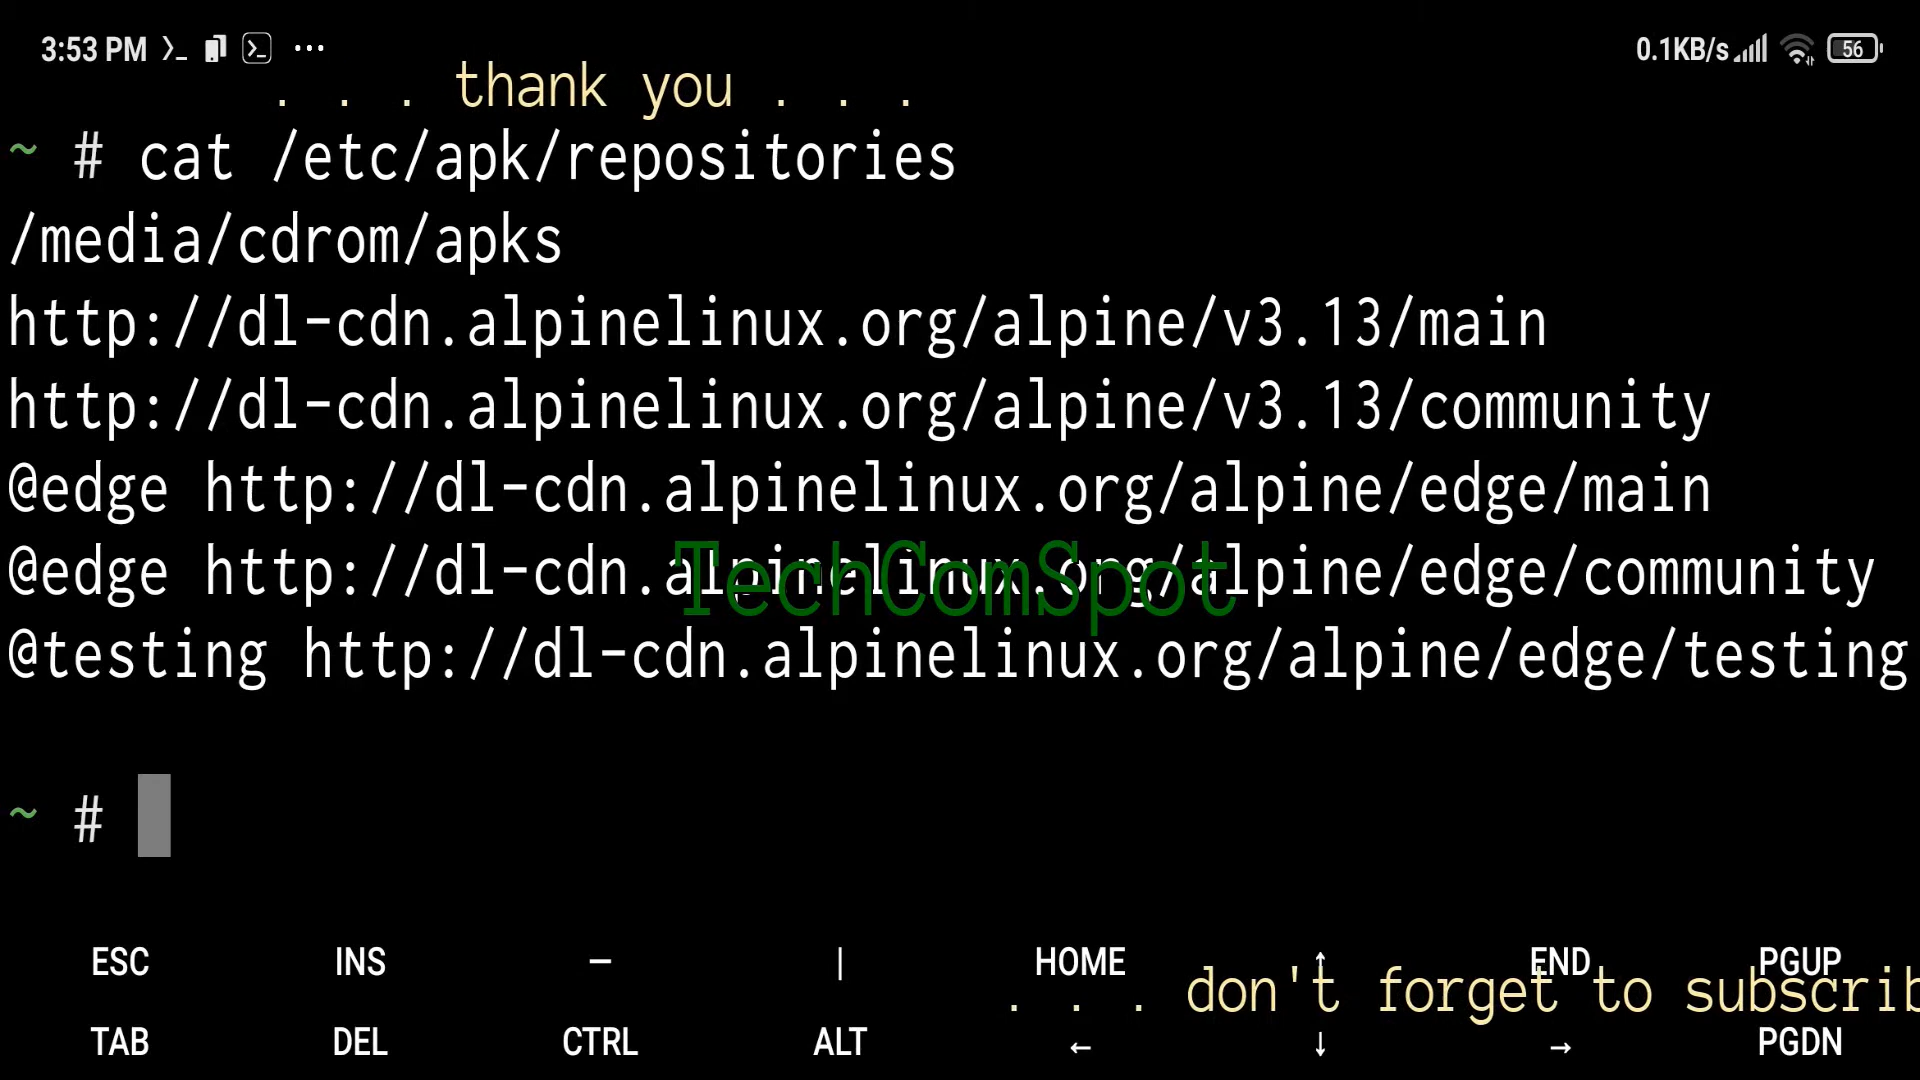 3:53 PM
0.1KB/s
56
. . . thank you . . .
~ # cat /etc/apk/repositories
/media/cdrom/apks
http://dl-cdn.alpinelinux.org/alpine/v3.13/main
http://dl-cdn.alpinelinux.org/alpine/v3.13/community
@edge http://dl-cdn.alpinelinux.org/alpine/edge/main
@edge http://dl-cdn.alpinelinux.org/alpine/edge/community
TechComSpot
@testing http://dl-cdn.alpinelinux.org/alpine/edge/testing
~ #
ESC INS — | HOME ↑ END PGUP
. . . don't forget to subscrib
TAB DEL CTRL ALT ← ↓ → PGDN